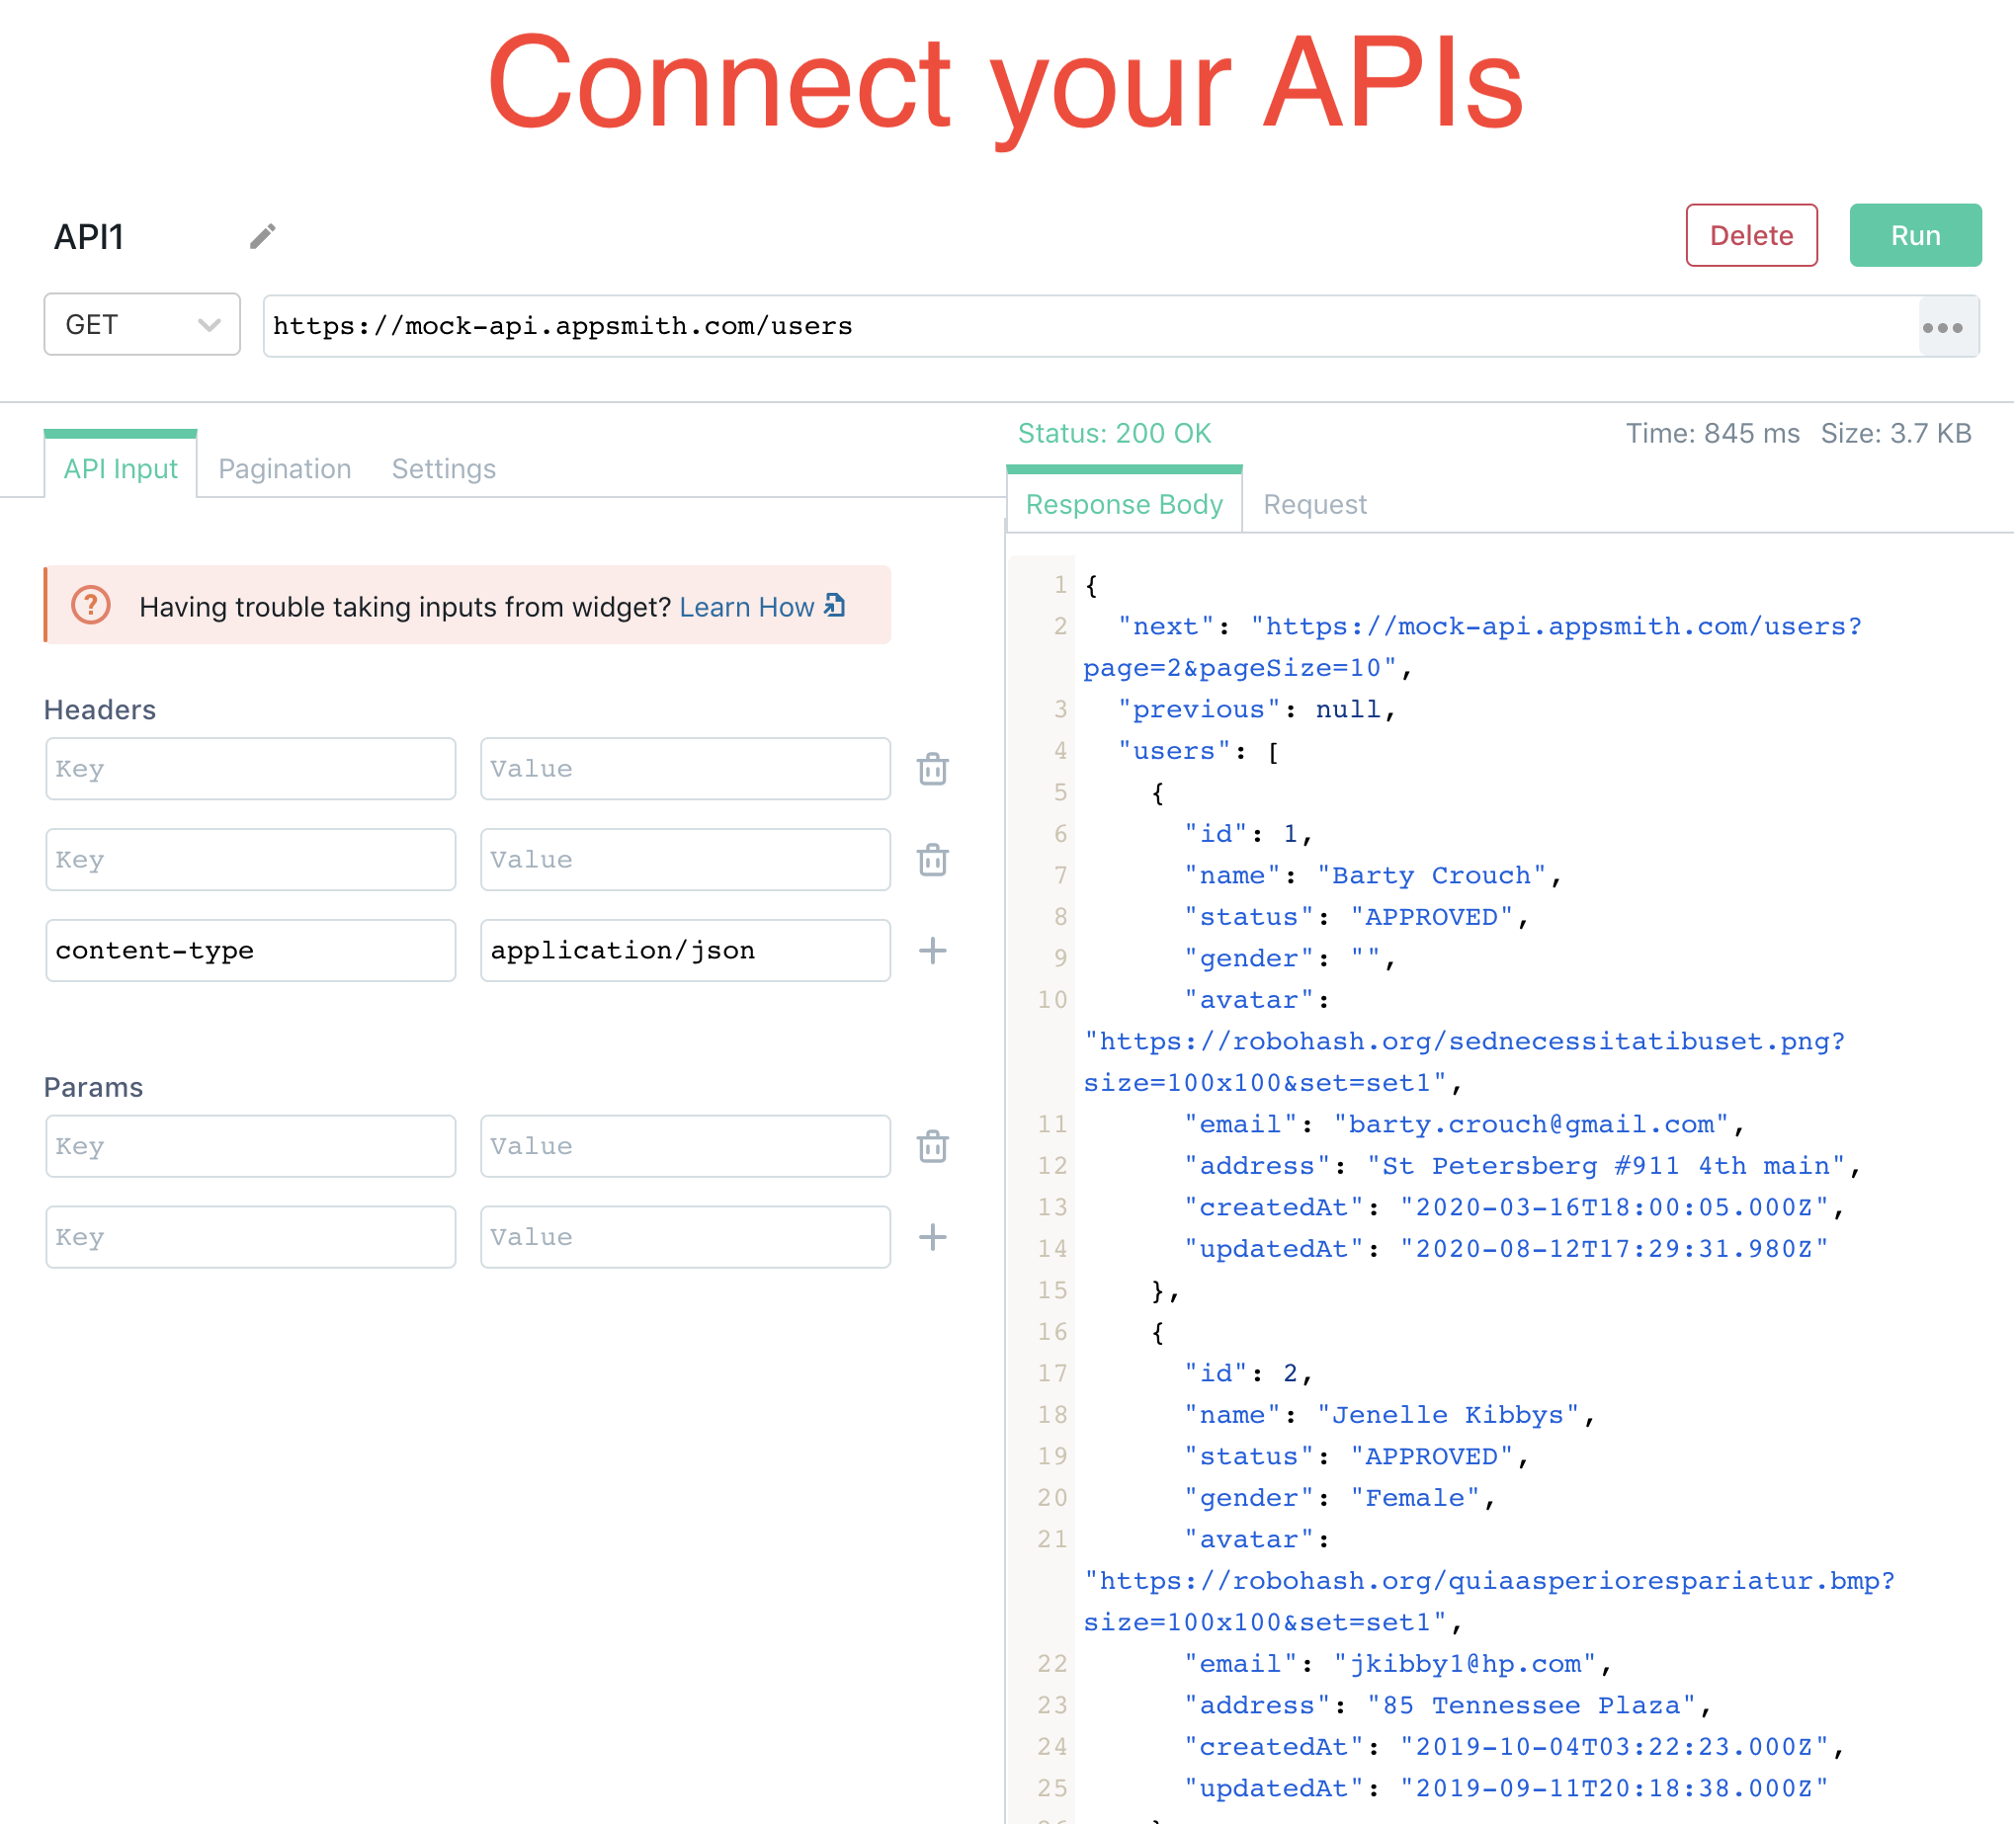 Connect your APIs
API1
Delete
Run
GET
https://mock-api.appsmith.com/users
API Input
Pagination
Settings
Having trouble taking inputs from widget? Learn How
Headers
Key
Value
Key
Value
content-type
application/json
Params
Key
Value
Key
Value
Status: 200 OK
Time: 845 ms
Size: 3.7 KB
Response Body
Request
1 {
2 "next": "https://mock-api.appsmith.com/users?
page=2&pageSize=10",
3 "previous": null,
4 "users": [
5 {
6 "id": 1,
7 "name": "Barty Crouch",
8 "status": "APPROVED",
9 "gender": "",
10 "avatar":
"https://robohash.org/sednecessitatibuset.png?
size=100x100&set=set1",
11 "email": "barty.crouch@gmail.com",
12 "address": "St Petersberg #911 4th main",
13 "createdAt": "2020-03-16T18:00:05.000Z",
14 "updatedAt": "2020-08-12T17:29:31.980Z"
15 },
16 {
17 "id": 2,
18 "name": "Jenelle Kibbys",
19 "status": "APPROVED",
20 "gender": "Female",
21 "avatar":
"https://robohash.org/quiaasperiorespariatur.bmp?
size=100x100&set=set1",
22 "email": "jkibby1@hp.com",
23 "address": "85 Tennessee Plaza",
24 "createdAt": "2019-10-04T03:22:23.000Z",
25 "updatedAt": "2019-09-11T20:18:38.000Z"